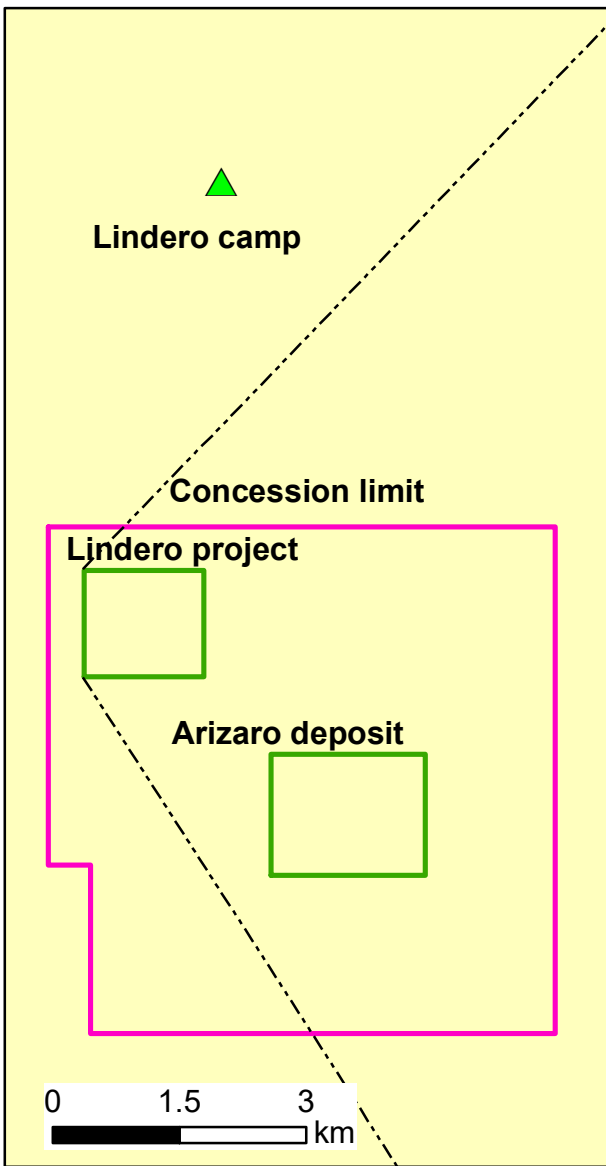 Lindero camp
Concession limit
Lindero project
Arizaro deposit
0 1.5 3
km